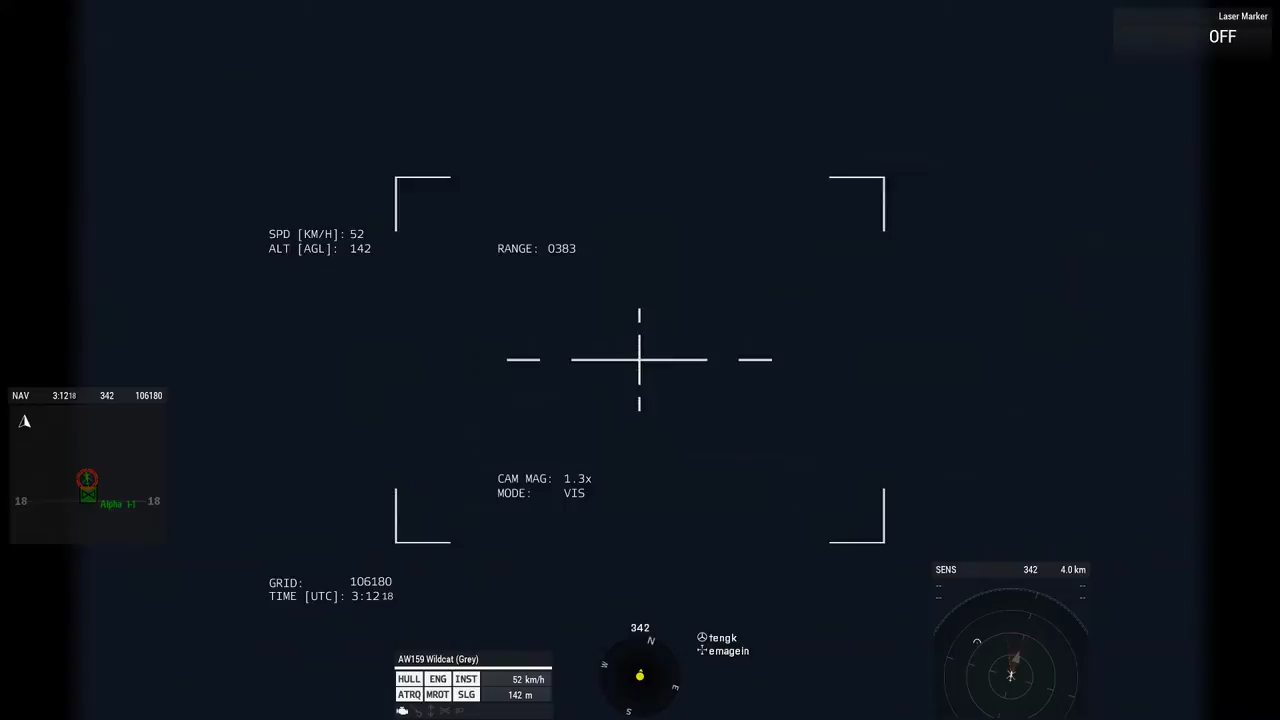 Laser Marker
OFF
SPD [KM/H]: 52
ALT [AGL]: 142
RANGE: 0383
NAV 3:12 18 342 106180
18 18
Alpha 1-1
CAM MAG: 1.3x
MODE: VIS
GRID: 106180
TIME [UTC]: 3:12 18
SENS 342 4.0 km
-- --
-- --
342
N
W
E
S
tengk
emagein
AW159 Wildcat (Grey)
HULL ENG INST 52 km/h
ATRQ MROT SLG 142 m